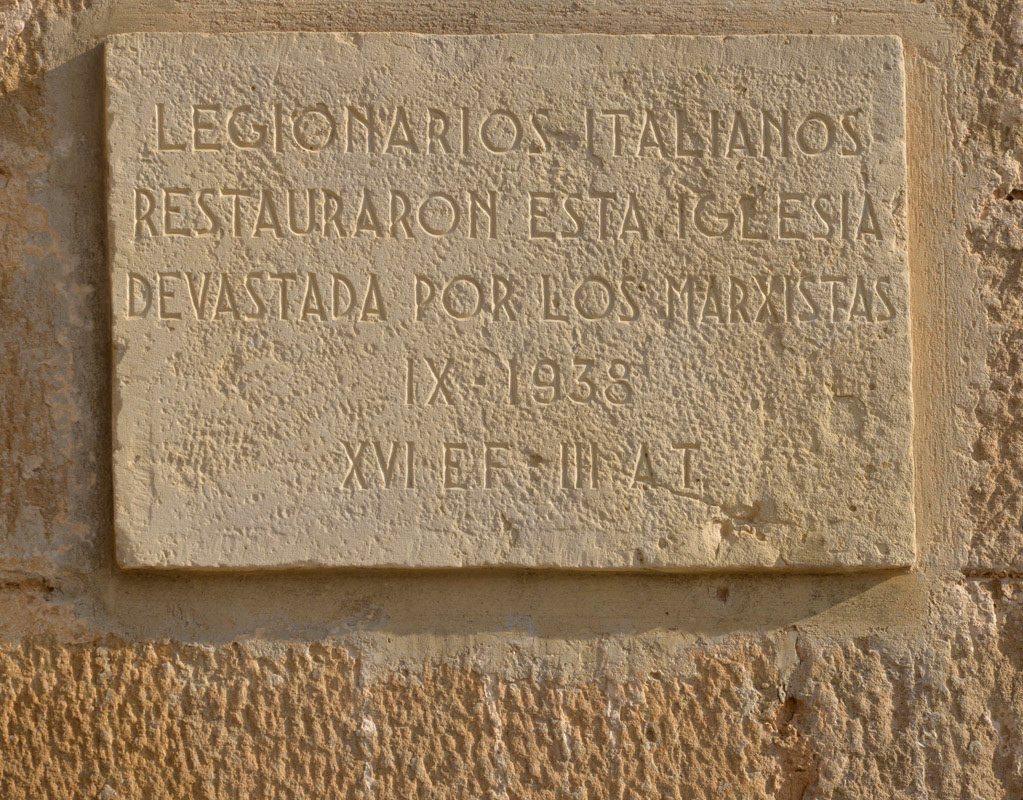 LEGIONARIOS ITALIANOS
RESTAURARON ESTA IGLESIA
DEVASTADA POR LOS MARXISTAS
IX · 1938
XVI E F · III A T